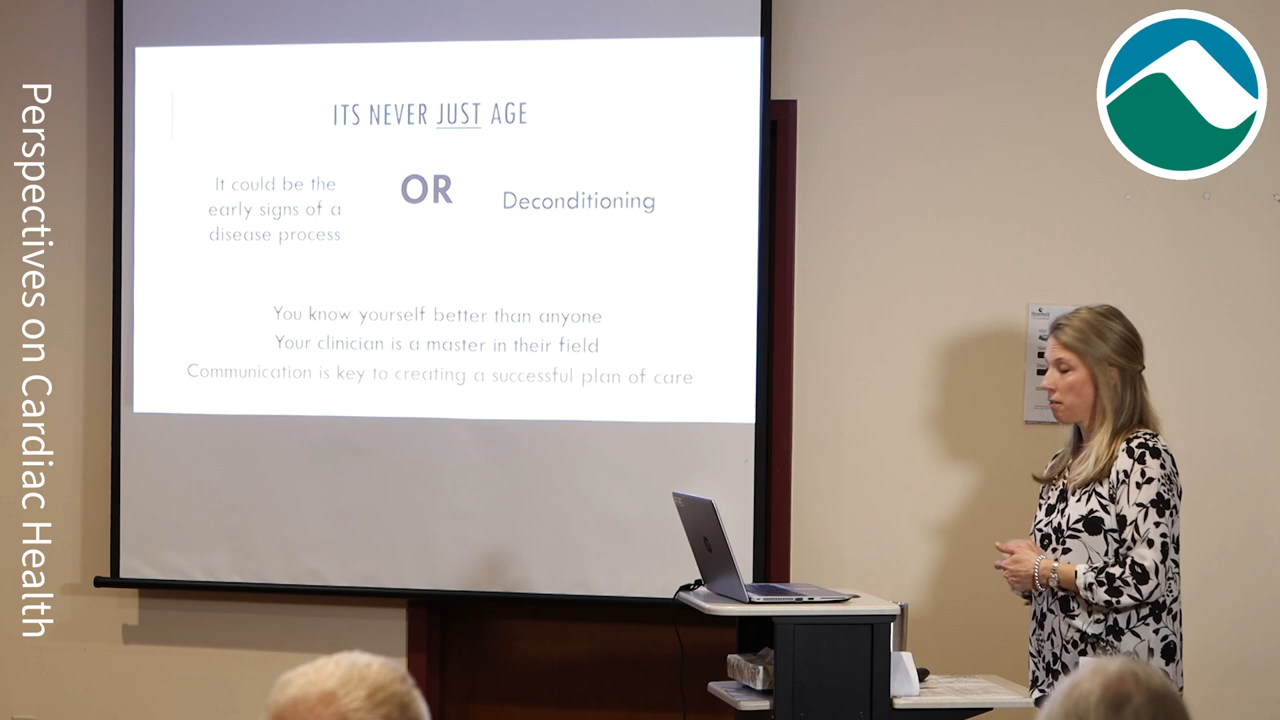 Perspectives on Cardiac Health
ITS NEVER JUST AGE
It could be the
early signs of a
disease process
OR
Deconditioning
You know yourself better than anyone
Your clinician is a master in their field
Communication is key to creating a successful plan of care